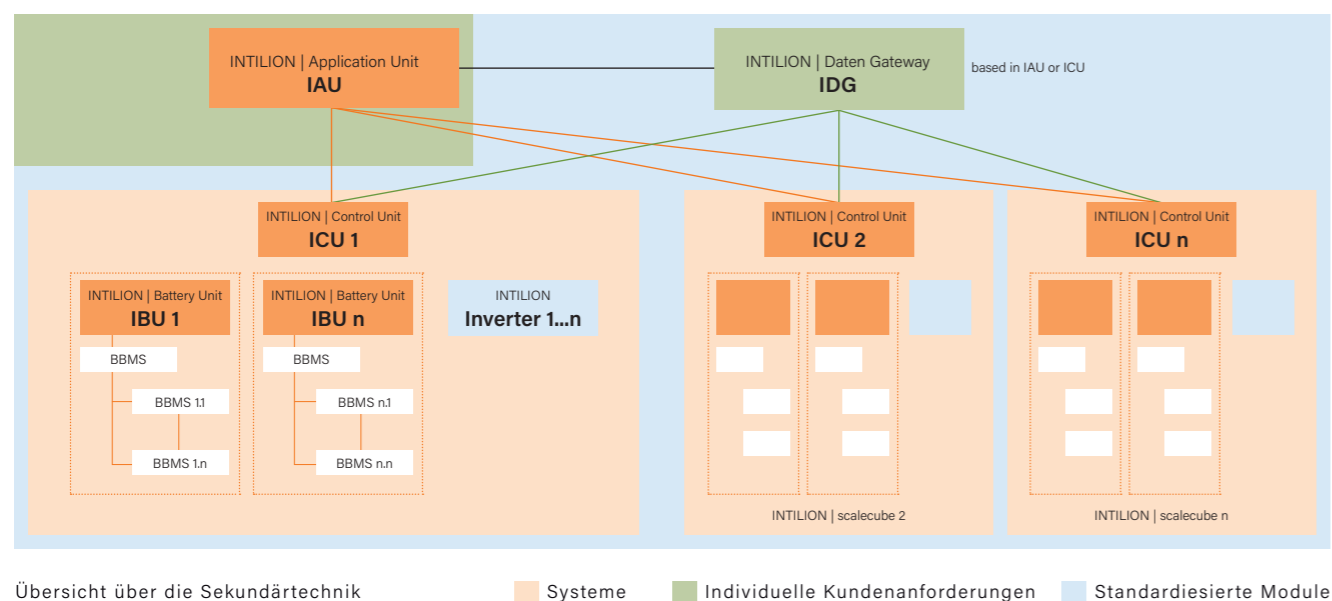 INTILION | Application Unit
IAU
INTILION | Daten Gateway
IDG
based in IAU or ICU
INTILION | Control Unit
ICU 1
INTILION | Control Unit
ICU 2
INTILION | Control Unit
ICU n
INTILION | Battery Unit
IBU 1
INTILION | Battery Unit
IBU n
INTILION
Inverter 1...n
BBMS
BBMS 1.1
BBMS 1.n
BBMS
BBMS n.1
BBMS n.n
INTILION | scalecube 2
INTILION | scalecube n
Übersicht über die Sekundärtechnik
Systeme
Individuelle Kundenanforderungen
Standardiesierte Module